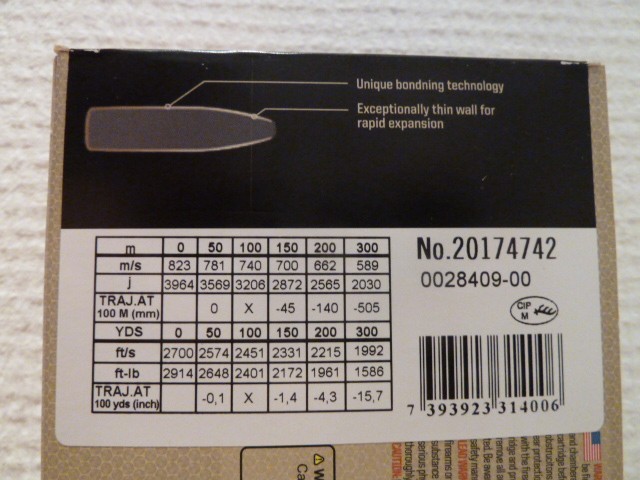 Unique bondning technology
Exceptionally thin wall for
rapid expansion
m 0 50 100 150 200 300
m/s 823 781 740 700 662 589
j 3964 3569 3206 2872 2565 2030
TRAJ.AT
100 M (mm) 0 X -45 -140 -505
YDS 0 50 100 150 200 300
ft/s 2700 2574 2451 2331 2215 1992
ft-lb 2914 2648 2401 2172 1961 1586
TRAJ.AT
100 yds (inch) -0,1 X -1,4 -4,3 -15,7
No.20174742
0028409-00
CIP
M
7 393923 314006